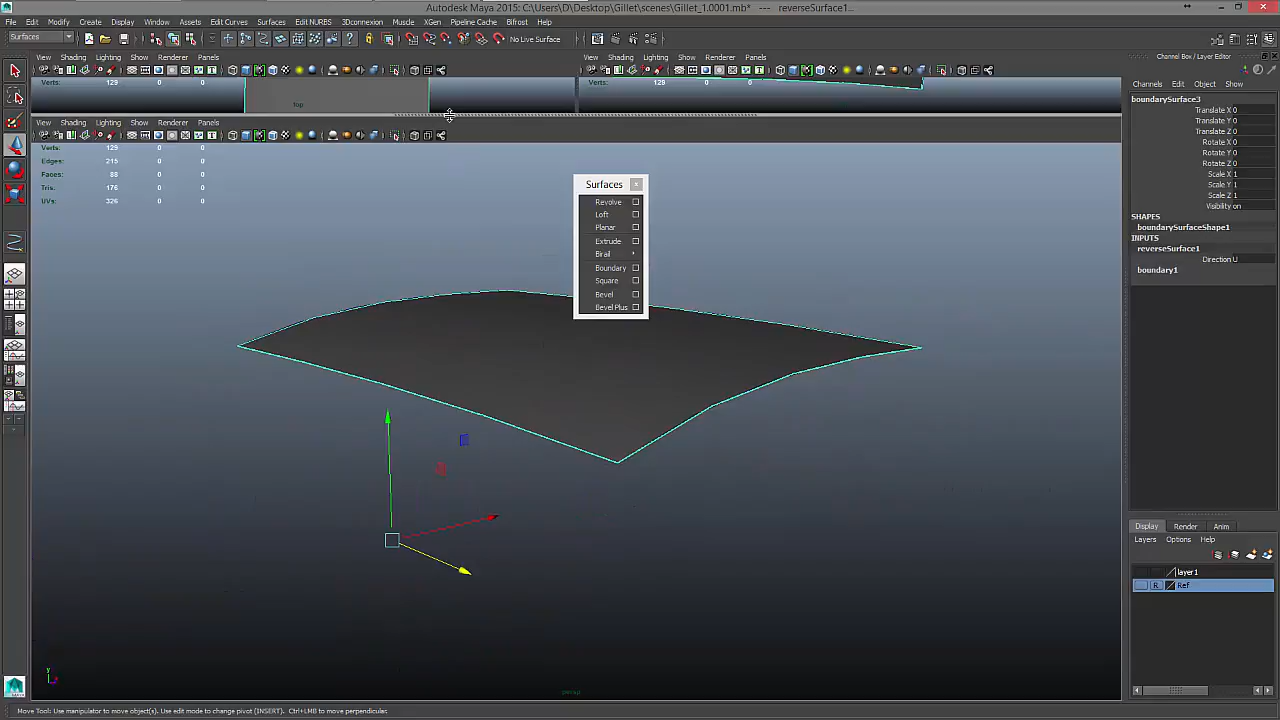 Autodesk Maya 2015: C:\Users\D\Desktop\Gillet\scenes\Gillet_1.0001.mb* --- reverseSurface1...
File Edit Modify Create Display Window Assets Edit Curves Surfaces Edit NURBS 3Dconnexion Muscle XGen Pipeline Cache Bifrost Help
Surfaces
No Live Surface
Channel Box / Layer Editor
View Shading Lighting Show Renderer Panels
View Shading Lighting Show Renderer Panels
Verts: 129 0 0
top
Verts: 129 0 0
View Shading Lighting Show Renderer Panels
Verts: 129 0 0
Edges: 215 0 0
Faces: 88 0 0
Tris: 176 0 0
UVs: 326 0 0
Surfaces
Revolve
Loft
Planar
Extrude
Birail
Boundary
Square
Bevel
Bevel Plus
y
persp
Channels Edit Object Show
boundarySurface3
Translate X 0
Translate Y 0
Translate Z 0
Rotate X 0
Rotate Y 0
Rotate Z 0
Scale X 1
Scale Y 1
Scale Z 1
Visibility on
SHAPES
boundarySurfaceShape1
INPUTS
reverseSurface1
Direction U
boundary1
Display Render Anim
Layers Options Help
layer1
R Ref
Move Tool: Use manipulator to move object(s). Use edit mode to change pivot (INSERT). Ctrl+LMB to move perpendicular.